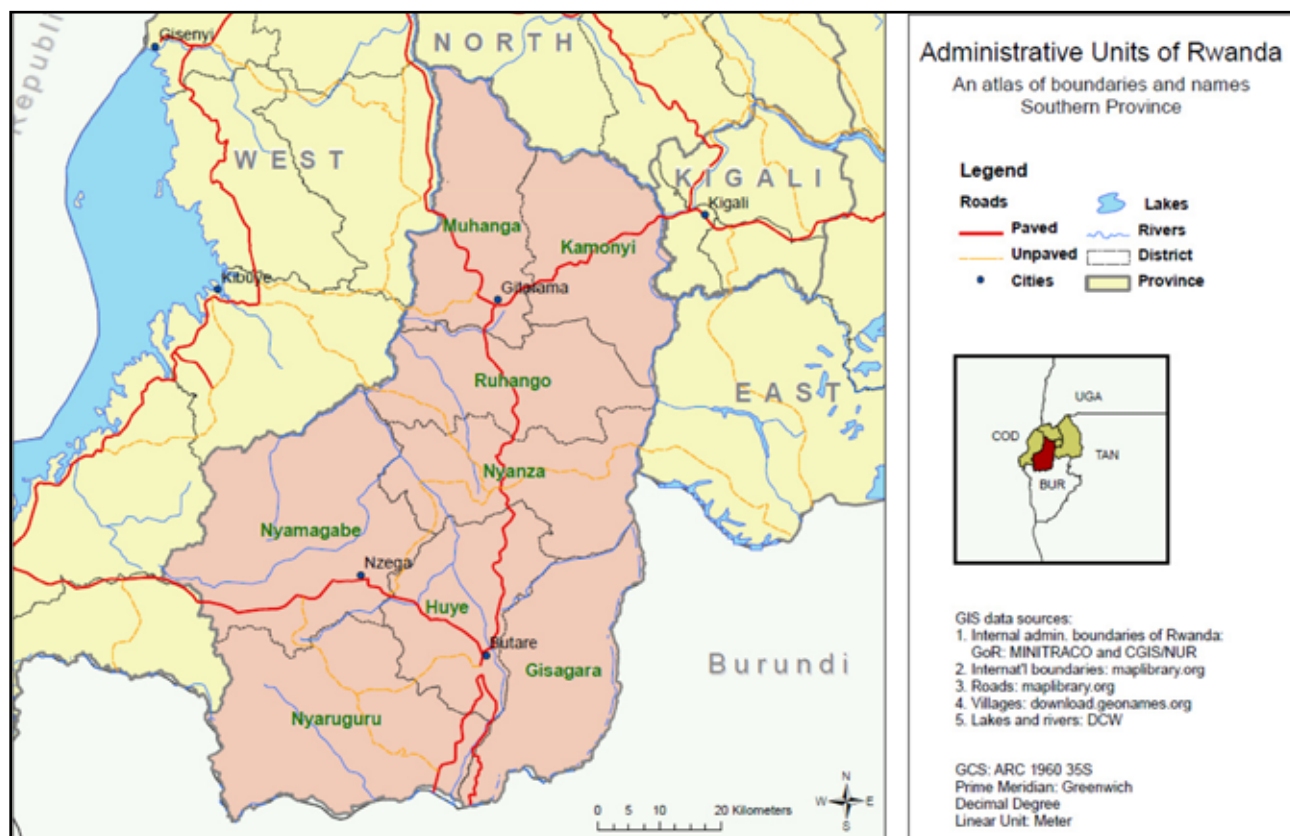 Republi
Gisenyi
NORTH
WEST
KIGALI
Kigali
Muhanga
Kamonyi
Kibuye
Gitarama
Ruhango
EAST
Nyanza
Nyamagabe
Nzega
Huye
Butare
Gisagara
Burundi
Nyaruguru
0 5 10 20 Kilometers
N
W E
S
Administrative Units of Rwanda
An atlas of boundaries and names
Southern Province
Legend
Roads
Paved
Unpaved
Cities
Lakes
Rivers
District
Province
UGA
COD
TAN
BUR
GIS data sources:
1. Internal admin. boundaries of Rwanda:
GoR: MINITRACO and CGIS/NUR
2. Internat'l boundaries: maplibrary.org
3. Roads: maplibrary.org
4. Villages: download.geonames.org
5. Lakes and rivers: DCW
GCS: ARC 1960 35S
Prime Meridian: Greenwich
Decimal Degree
Linear Unit: Meter